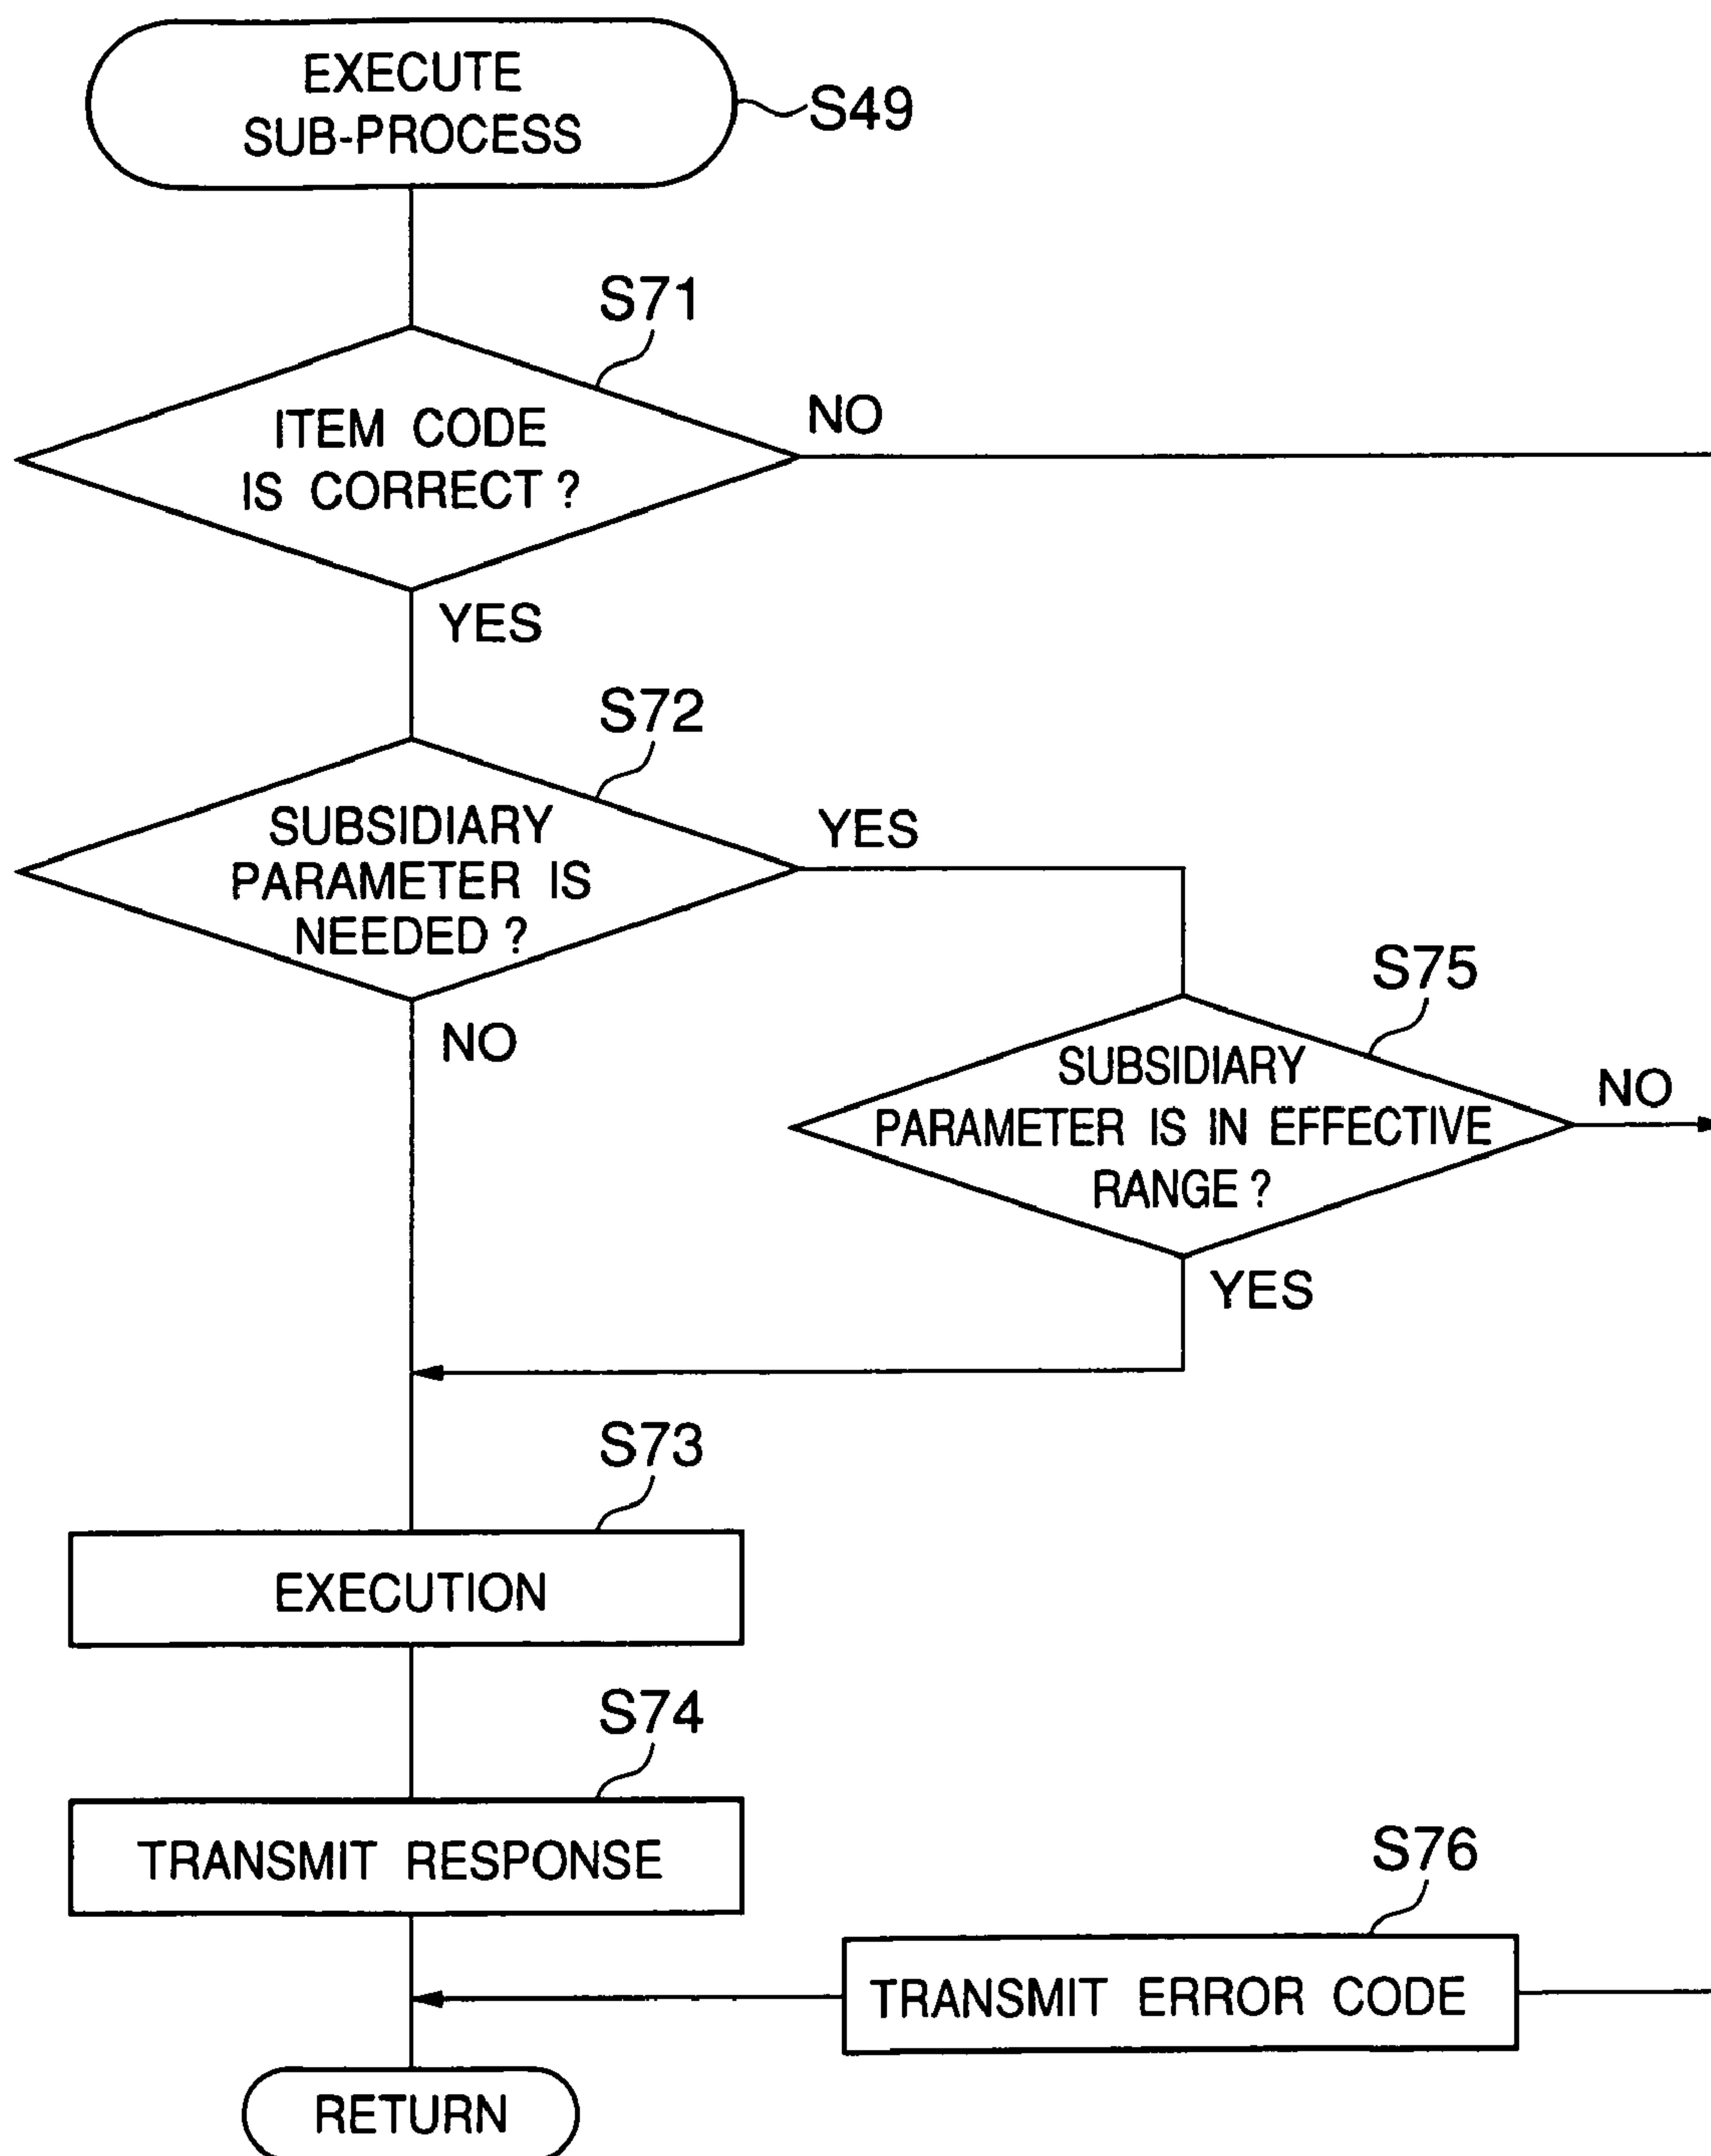 EXECUTE
SUB-PROCESS
S49
S71
ITEM CODE
IS CORRECT ?
NO
YES
S72
SUBSIDIARY
PARAMETER IS
NEEDED ?
YES
NO
S75
SUBSIDIARY
PARAMETER IS IN EFFECTIVE
RANGE ?
NO
YES
S73
EXECUTION
S74
TRANSMIT RESPONSE
S76
TRANSMIT ERROR CODE
RETURN